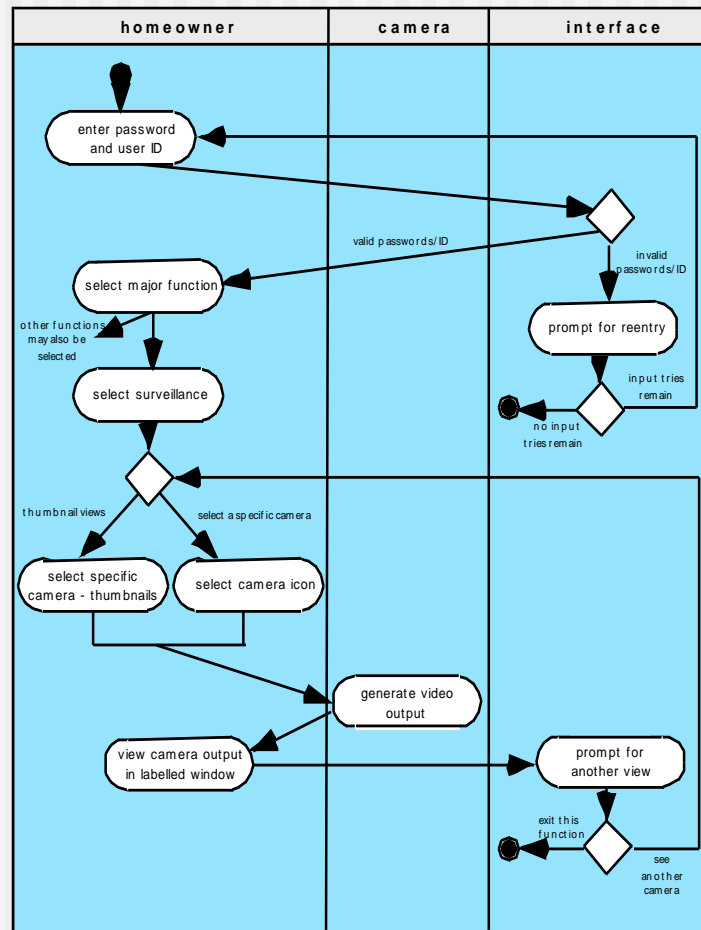 homeowner
camera
interface
enter password
and user ID
valid passwords/ID
invalid
passwords/ID
select major function
prompt for reentry
other functions
may also be
selected
input tries
remain
select surveillance
no input
tries remain
thumbnail views
select a specific camera
select specific
camera - thumbnails
select camera icon
generate video
output
view camera output
in labelled window
prompt for
another view
exit this
function
see
another
camera